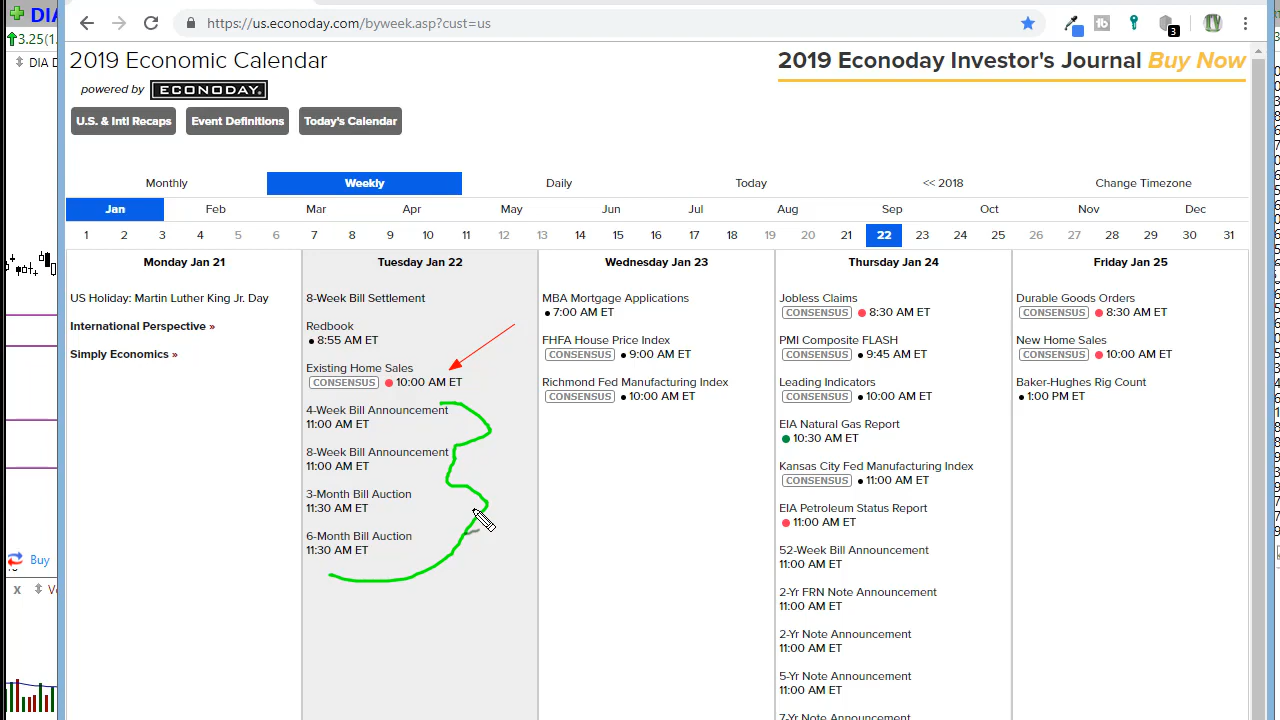 DIA
3.25(1.
DIA D
Buy
x
Vo
https://us.econoday.com/byweek.asp?cust=us
3
2019 Economic Calendar
2019 Econoday Investor's Journal Buy Now
powered by ECONODAY.
U.S. & Intl Recaps Event Definitions Today's Calendar
Monthly Weekly Daily Today << 2018 Change Timezone
Jan Feb Mar Apr May Jun Jul Aug Sep Oct Nov Dec
1 2 3 4 5 6 7 8 9 10 11 12 13 14 15 16 17 18 19 20 21 22 23 24 25 26 27 28 29 30 31
Monday Jan 21
US Holiday: Martin Luther King Jr. Day
International Perspective »
Simply Economics »
Tuesday Jan 22
8-Week Bill Settlement
Redbook
8:55 AM ET
Existing Home Sales
CONSENSUS 10:00 AM ET
4-Week Bill Announcement
11:00 AM ET
8-Week Bill Announcement
11:00 AM ET
3-Month Bill Auction
11:30 AM ET
6-Month Bill Auction
11:30 AM ET
Wednesday Jan 23
MBA Mortgage Applications
7:00 AM ET
FHFA House Price Index
CONSENSUS 9:00 AM ET
Richmond Fed Manufacturing Index
CONSENSUS 10:00 AM ET
Thursday Jan 24
Jobless Claims
CONSENSUS 8:30 AM ET
PMI Composite FLASH
CONSENSUS 9:45 AM ET
Leading Indicators
CONSENSUS 10:00 AM ET
EIA Natural Gas Report
10:30 AM ET
Kansas City Fed Manufacturing Index
CONSENSUS 11:00 AM ET
EIA Petroleum Status Report
11:00 AM ET
52-Week Bill Announcement
11:00 AM ET
2-Yr FRN Note Announcement
11:00 AM ET
2-Yr Note Announcement
11:00 AM ET
5-Yr Note Announcement
11:00 AM ET
7-Yr Note Announcement
Friday Jan 25
Durable Goods Orders
CONSENSUS 8:30 AM ET
New Home Sales
CONSENSUS 10:00 AM ET
Baker-Hughes Rig Count
1:00 PM ET